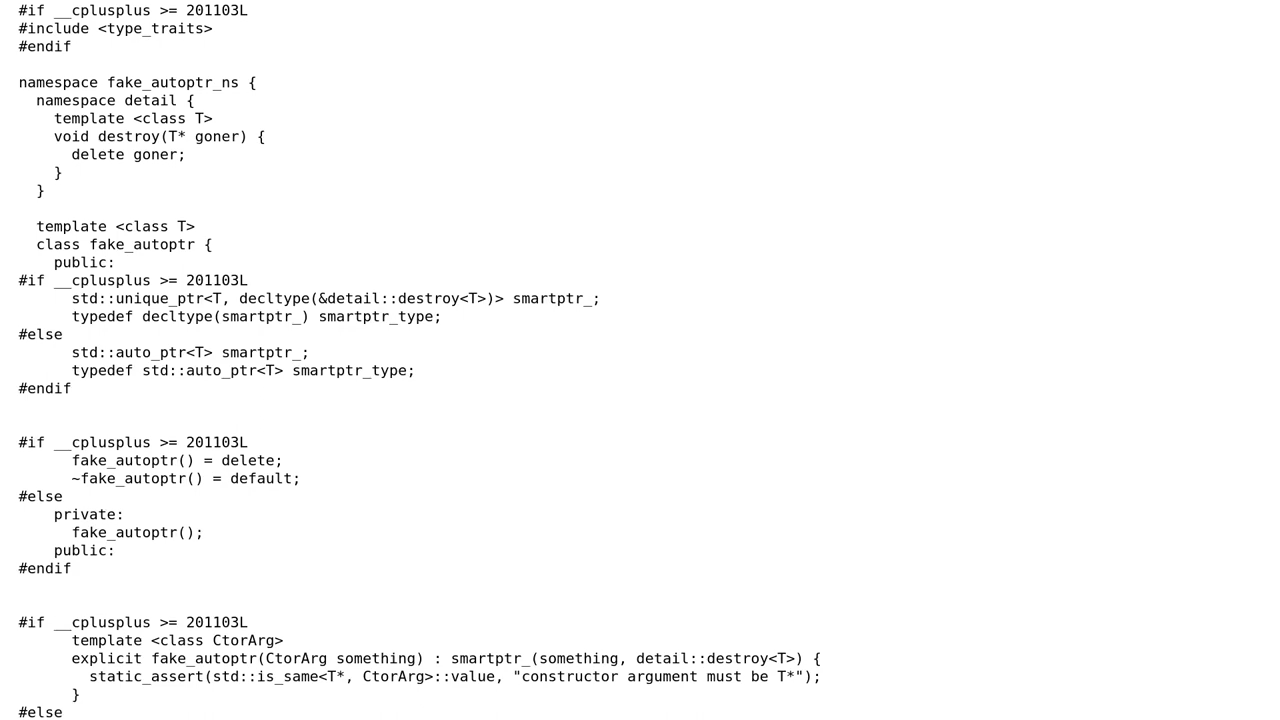 #if __cplusplus >= 201103L
#include <type_traits>
#endif

namespace fake_autoptr_ns {
  namespace detail {
    template <class T>
    void destroy(T* goner) {
      delete goner;
    }
  }

  template <class T>
  class fake_autoptr {
    public:
#if __cplusplus >= 201103L
      std::unique_ptr<T, decltype(&detail::destroy<T>)> smartptr_;
      typedef decltype(smartptr_) smartptr_type;
#else
      std::auto_ptr<T> smartptr_;
      typedef std::auto_ptr<T> smartptr_type;
#endif


#if __cplusplus >= 201103L
      fake_autoptr() = delete;
      ~fake_autoptr() = default;
#else
    private:
      fake_autoptr();
    public:
#endif


#if __cplusplus >= 201103L
      template <class CtorArg>
      explicit fake_autoptr(CtorArg something) : smartptr_(something, detail::destroy<T>) {
        static_assert(std::is_same<T*, CtorArg>::value, "constructor argument must be T*");
      }
#else